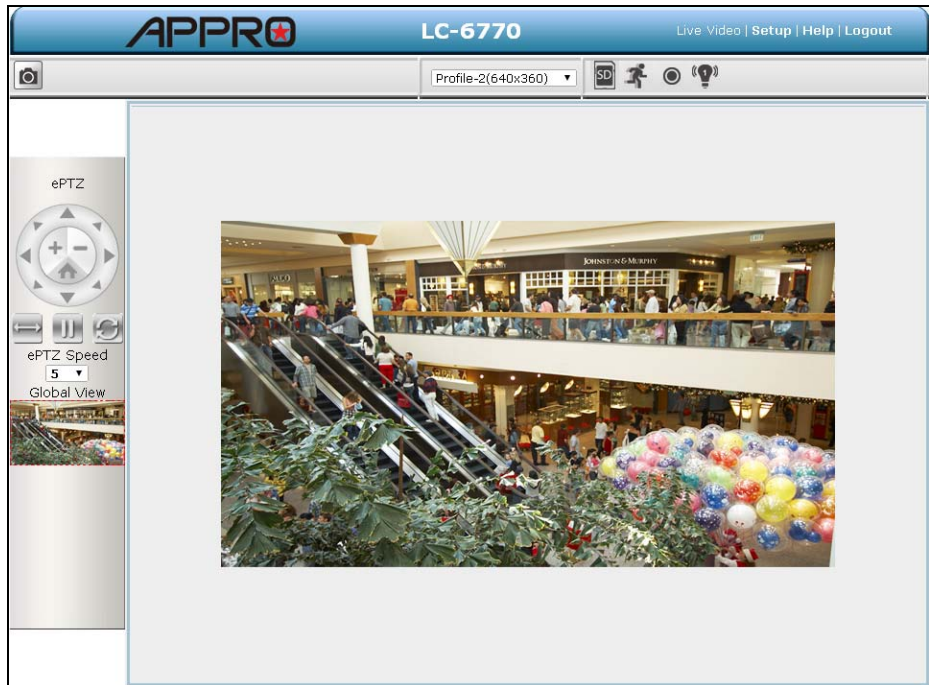 APPRO
LC-6770
Live Video | Setup | Help | Logout
Profile-2(640x360)
SD
ePTZ
ePTZ Speed
5
Global View
JOHNSTON & MURPHY
EXIT